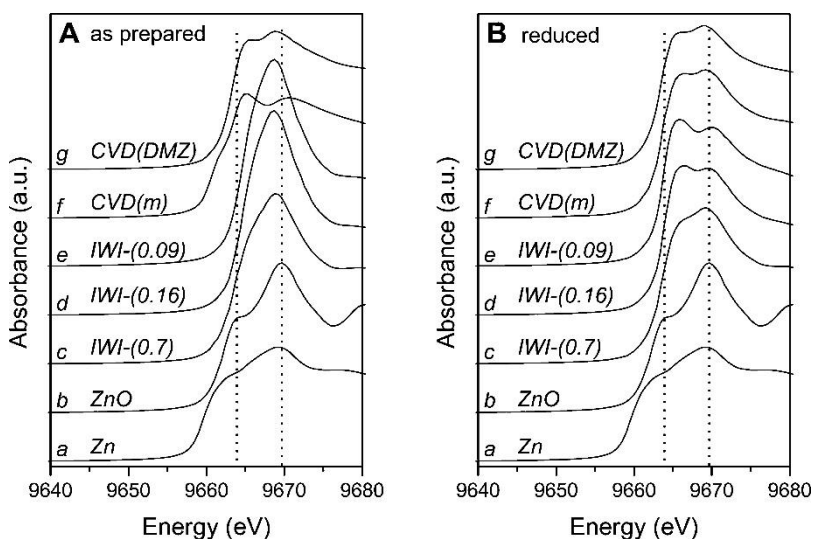 A as prepared
g CVD(DMZ)
f CVD(m)
e IWI-(0.09)
d IWI-(0.16)
c IWI-(0.7)
b ZnO
a Zn
Absorbance (a.u.)
9640 9650 9660 9670 9680
Energy (eV)
B reduced
g CVD(DMZ)
f CVD(m)
e IWI-(0.09)
d IWI-(0.16)
c IWI-(0.7)
b ZnO
a Zn
Absorbance (a.u.)
9640 9650 9660 9670 9680
Energy (eV)